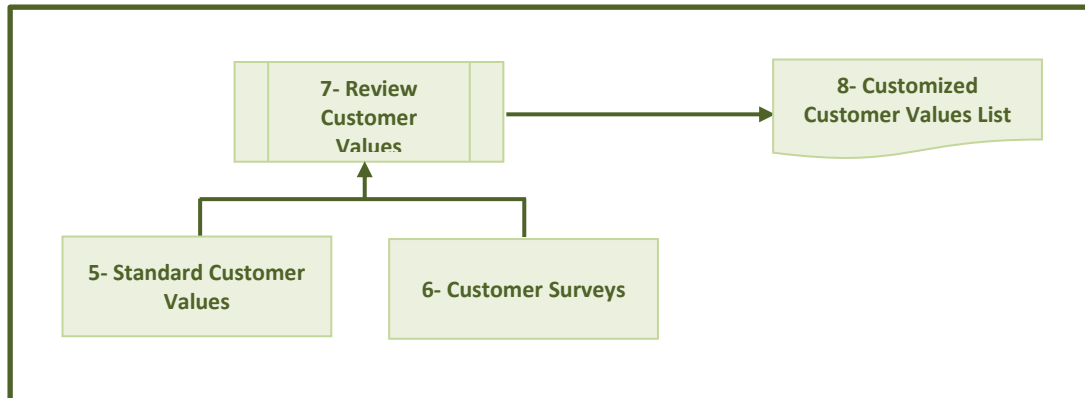 7- Review
Customer
Values
8- Customized
Customer Values List
5- Standard Customer
Values
6- Customer Surveys